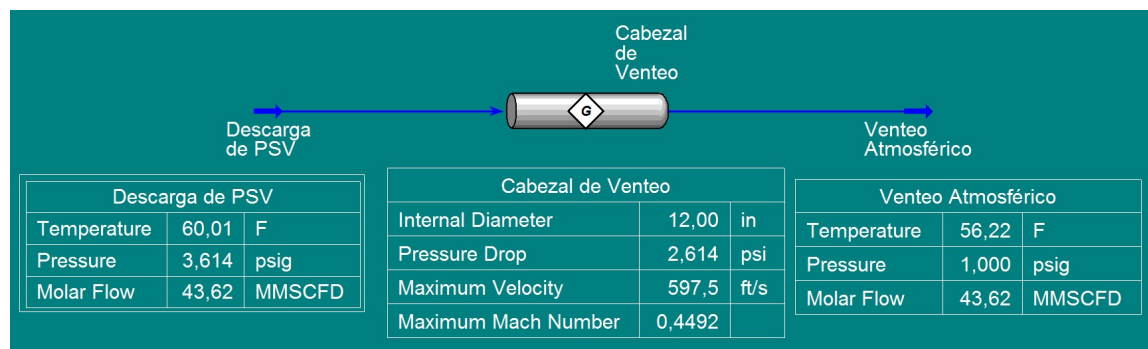 Cabezal
de
Venteo
G
Descarga
de PSV
Venteo
Atmosférico
Descarga de PSV
Temperature 60,01 F
Pressure 3,614 psig
Molar Flow 43,62 MMSCFD
Cabezal de Venteo
Internal Diameter 12,00 in
Pressure Drop 2,614 psi
Maximum Velocity 597,5 ft/s
Maximum Mach Number 0,4492
Venteo Atmosférico
Temperature 56,22 F
Pressure 1,000 psig
Molar Flow 43,62 MMSCFD